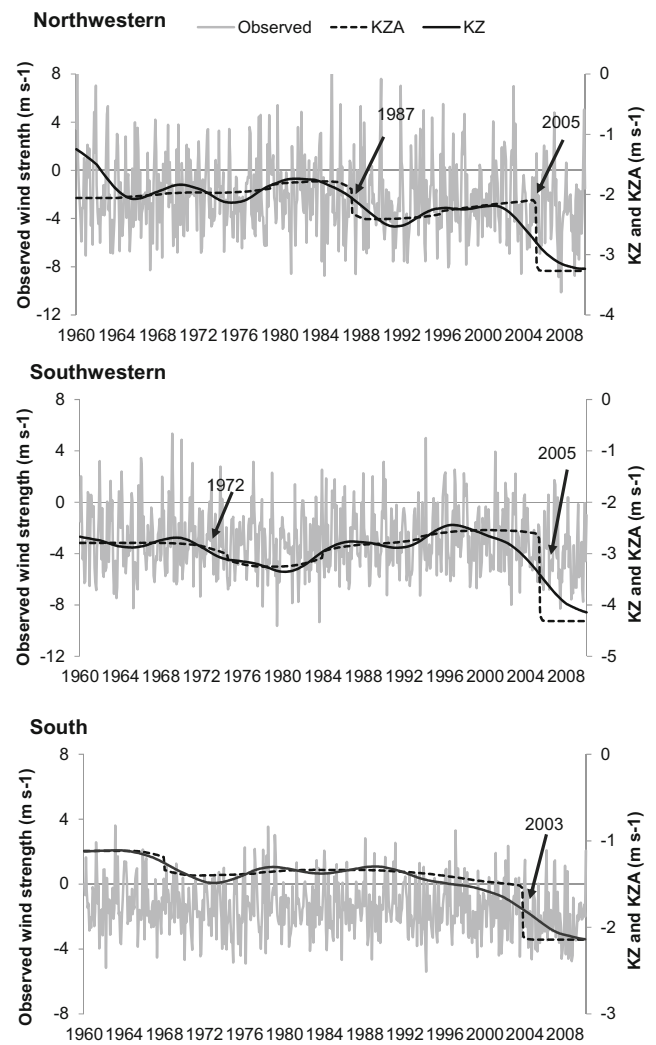 Northwestern
Observed KZA KZ
Observed wind strenth (m s-1)
KZ and KZA (m s-1)
8
4
0
-4
-8
-12
0
-1
-2
-3
-4
1987
2005
1960 1964 1968 1972 1976 1980 1984 1988 1992 1996 2000 2004 2008
Southwestern
Observed wind strength (m s-1)
KZ and KZA (m s-1)
8
4
0
-4
-8
-12
0
-1
-2
-3
-4
-5
1972
2005
1960 1964 1968 1972 1976 1980 1984 1988 1992 1996 2000 2004 2008
South
Observed wind strength (m s-1)
KZ and KZA (m s-1)
8
4
0
-4
-8
0
-1
-2
-3
2003
1960 1964 1968 1972 1976 1980 1984 1988 1992 1996 2000 2004 2008